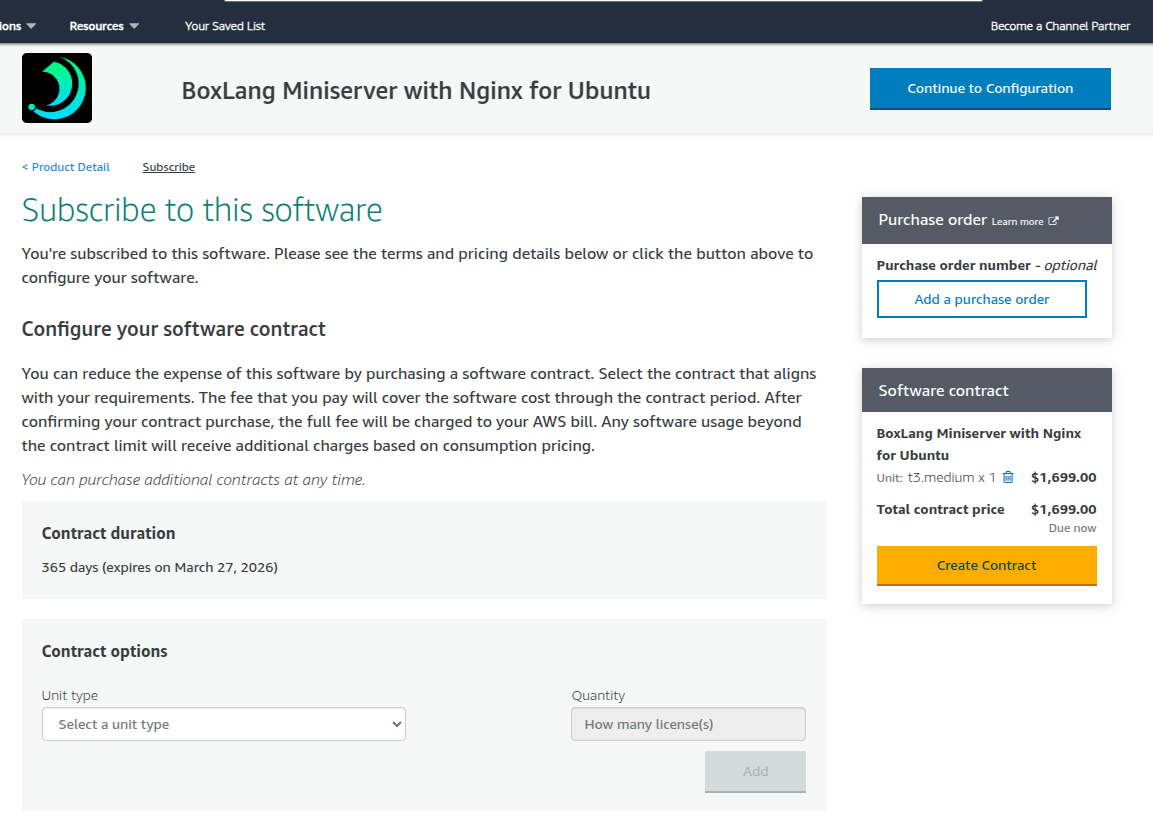 ions
Resources
Your Saved List
Become a Channel Partner
BoxLang Miniserver with Nginx for Ubuntu
Continue to Configuration
< Product Detail
Subscribe
Subscribe to this software
You're subscribed to this software. Please see the terms and pricing details below or click the button above to
configure your software.
Configure your software contract
You can reduce the expense of this software by purchasing a software contract. Select the contract that aligns
with your requirements. The fee that you pay will cover the software cost through the contract period. After
confirming your contract purchase, the full fee will be charged to your AWS bill. Any software usage beyond
the contract limit will receive additional charges based on consumption pricing.
You can purchase additional contracts at any time.
Contract duration
365 days (expires on March 27, 2026)
Contract options
Unit type
Quantity
Select a unit type
How many license(s)
Add
Purchase order Learn more
Purchase order number - optional
Add a purchase order
Software contract
BoxLang Miniserver with Nginx
for Ubuntu
Unit: t3.medium x 1 $1,699.00
Total contract price $1,699.00
Due now
Create Contract